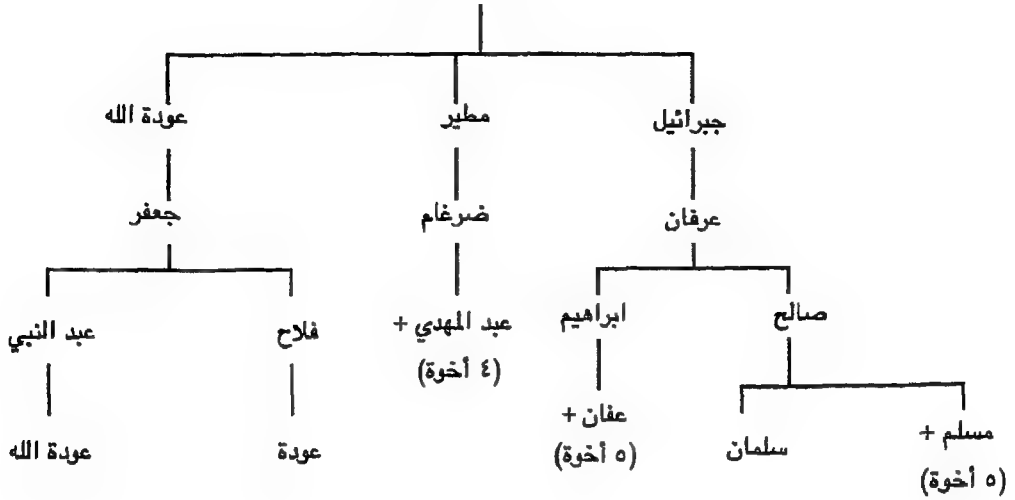 جبرائيل مطير عودة الله
عرفان ضرغام جعفر
صالح ابراهيم عبد المهدي + فلاح عبد النبي
(٤ أخوة)
مسلم + سلمان عفان + عودة عودة الله
(٥ أخوة) (٥ أخوة)